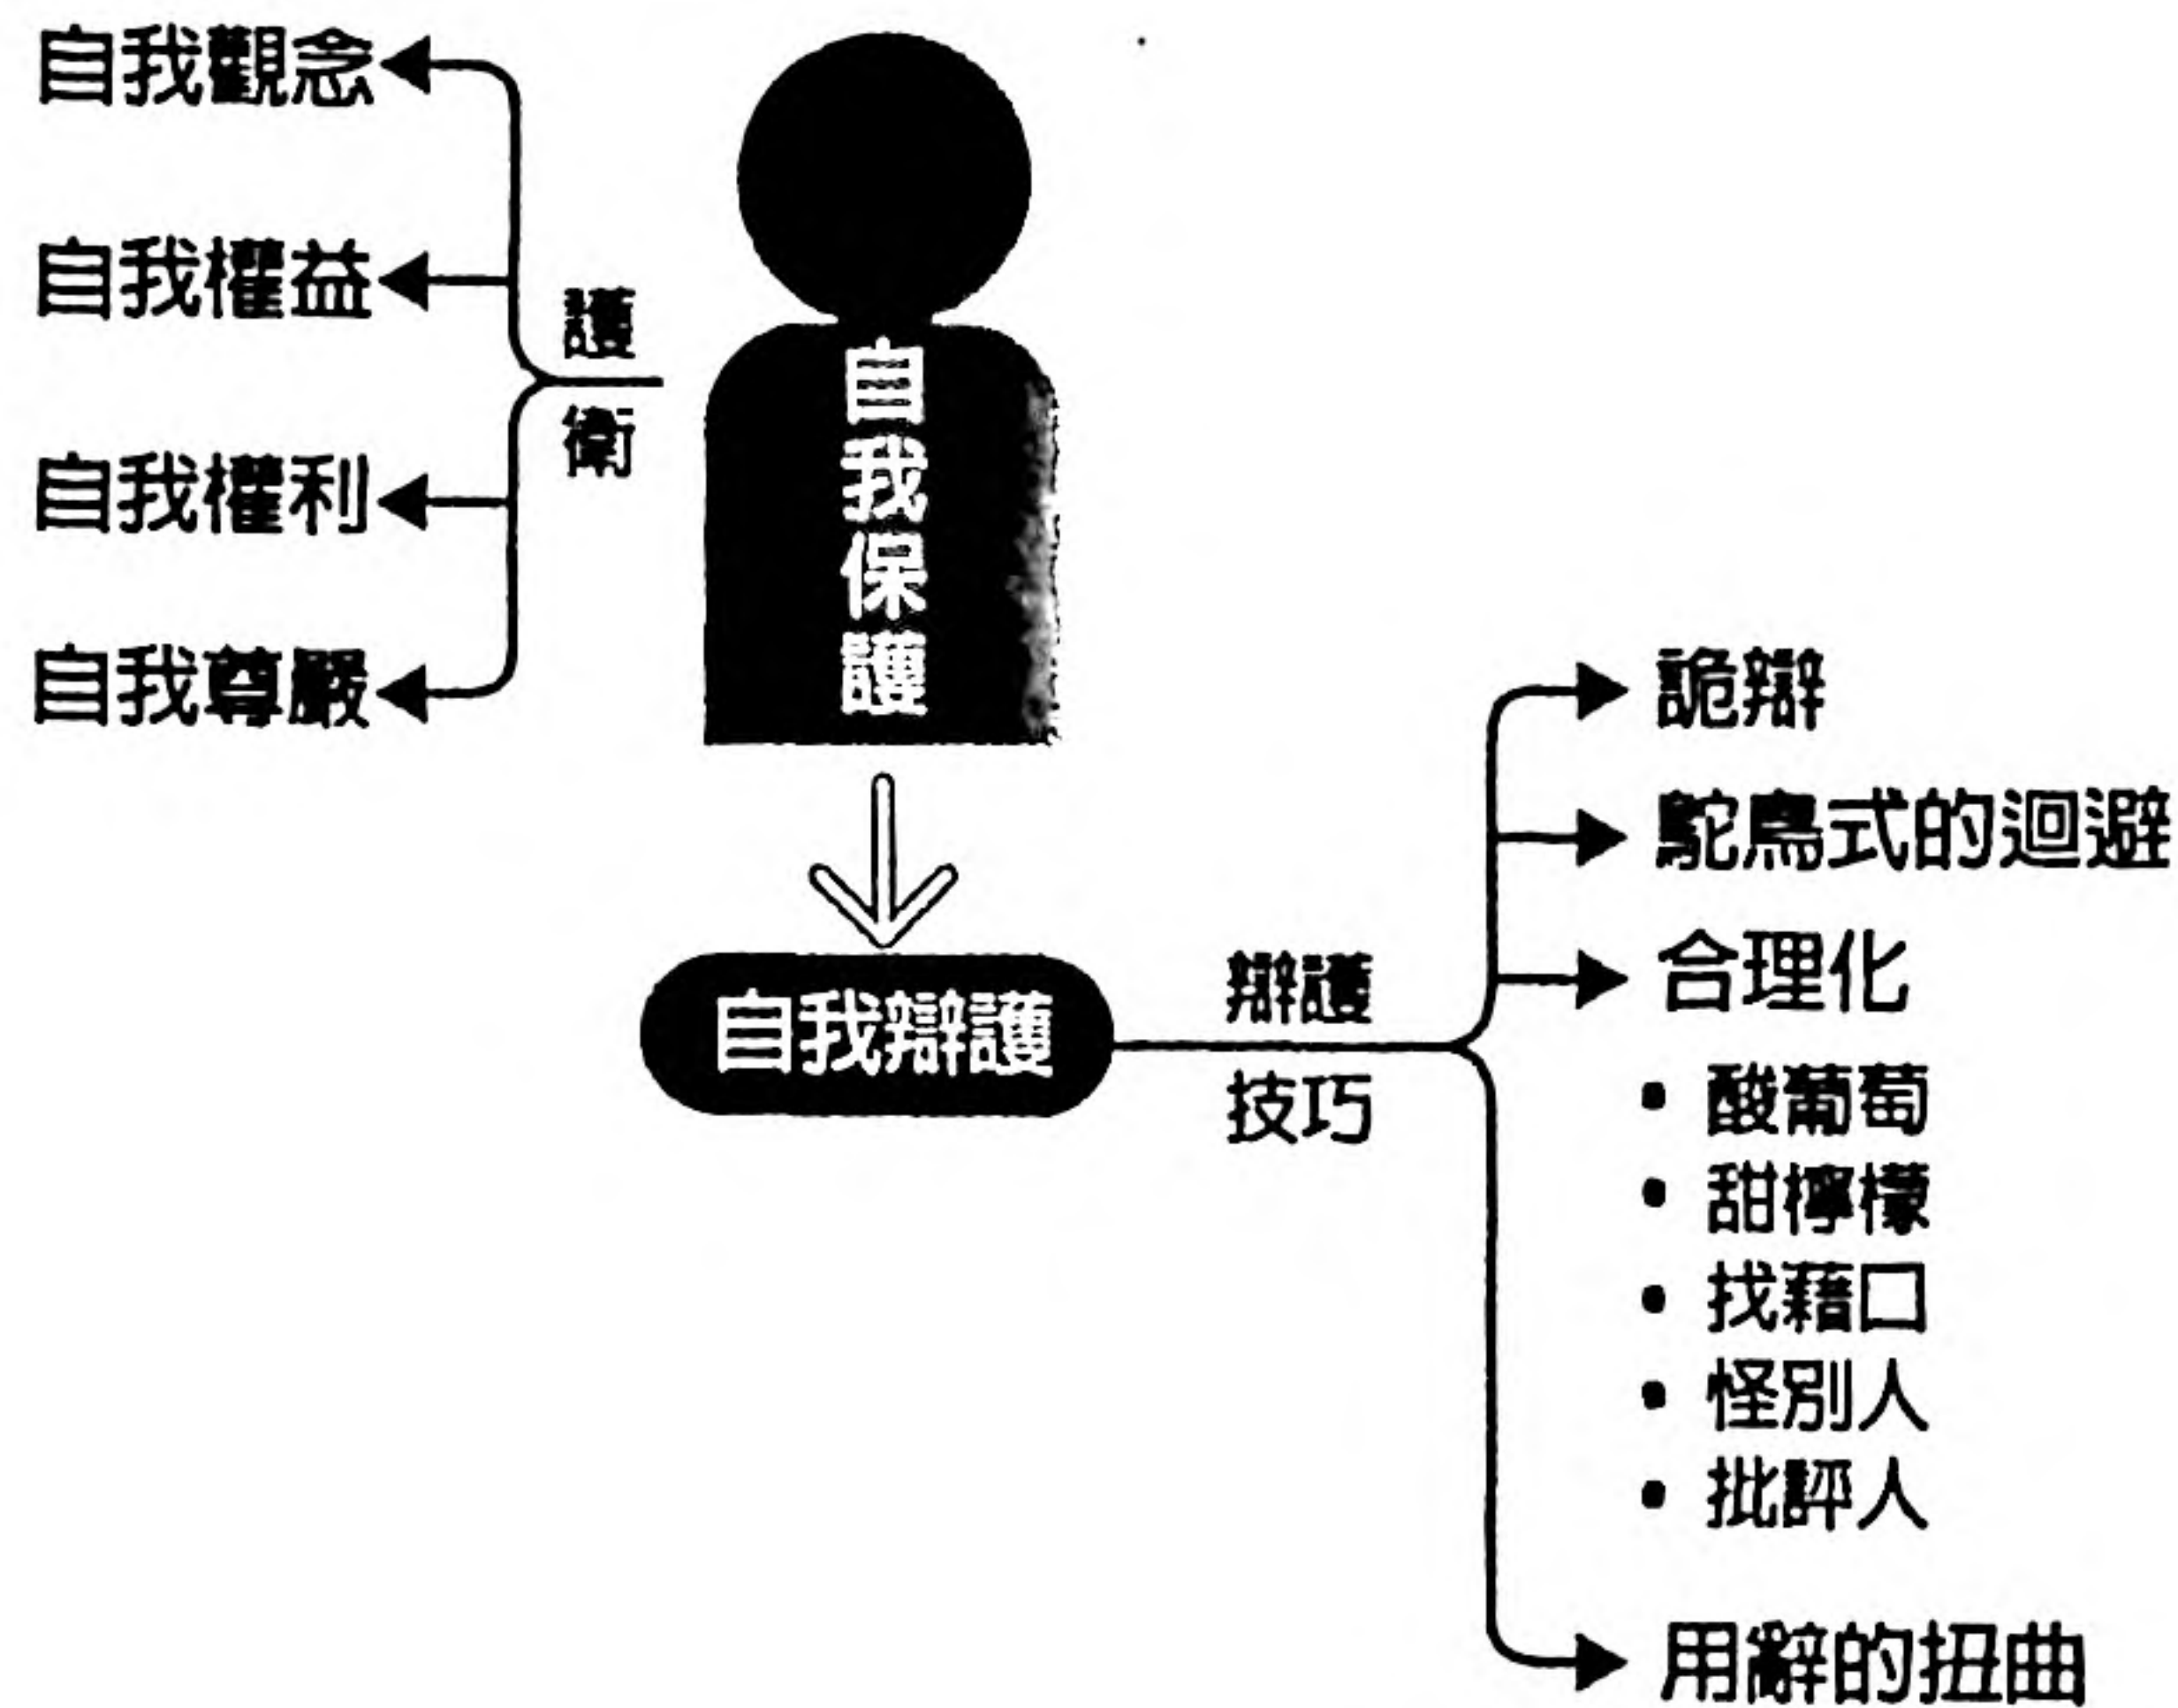 自我觀念
自我權益
自我權利
自我尊嚴
護
衛
自我保護
自我辯護
辯護
技巧
詭辯
鴕鳥式的迴避
合理化
• 酸葡萄
• 甜檸檬
• 找藉口
• 怪別人
• 批評人
用辭的扭曲